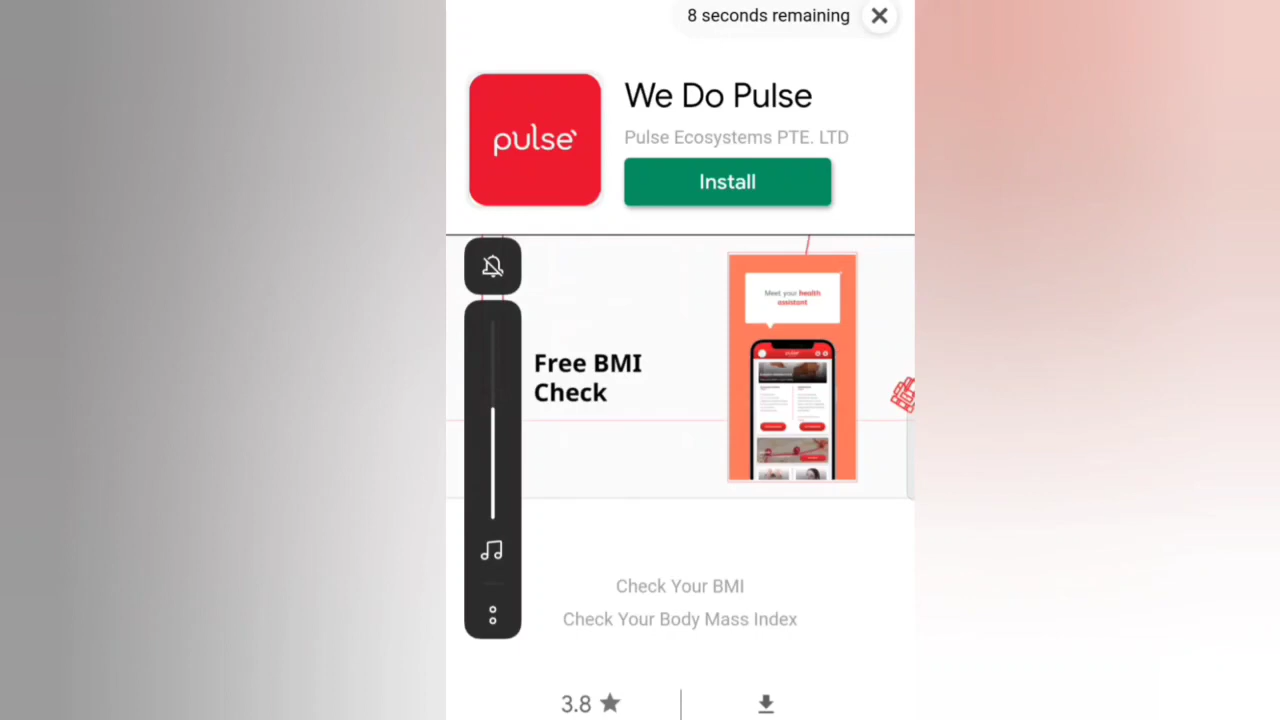 8 seconds remaining
We Do Pulse
pulse
Pulse Ecosystems PTE. LTD
Install
Meet your health
assistant
Free BMI
Check
Check Your BMI
Check Your Body Mass Index
3.8